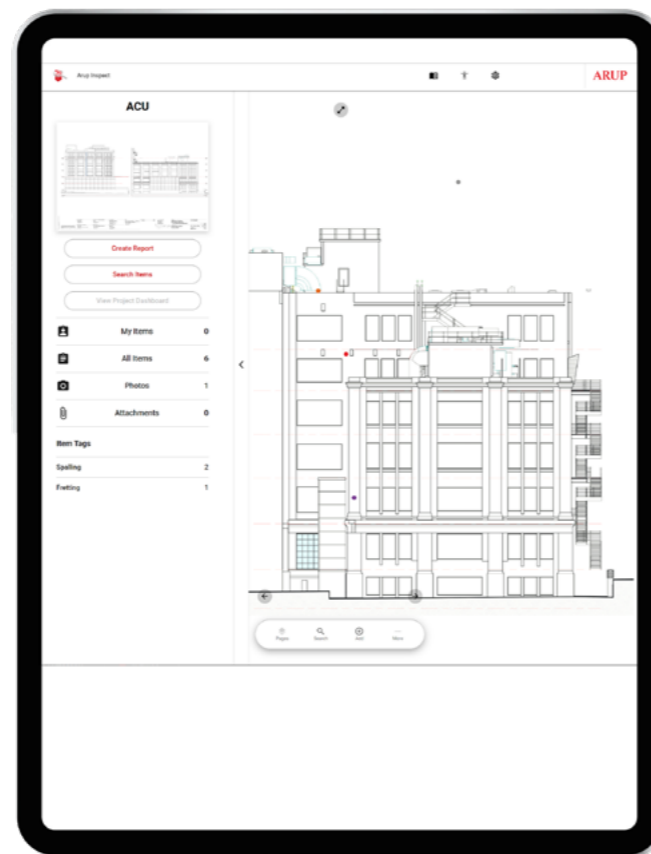 Arup Inspect
ARUP
ACU
Create Report
Search Items
View Project Dashboard
My Items 0
All Items 6
Photos 1
Attachments 0
Item Tags
Spalling 2
Fretting 1
Pages Search Add More